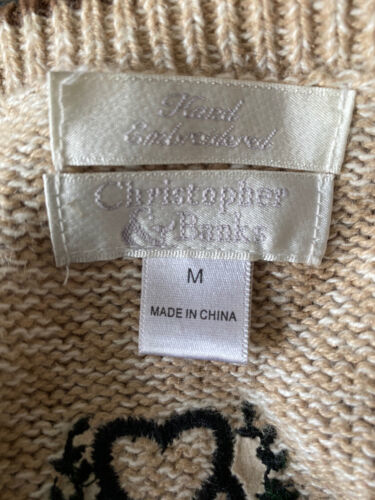 Hand
Embroidered
Christopher
& Banks
M
MADE IN CHINA